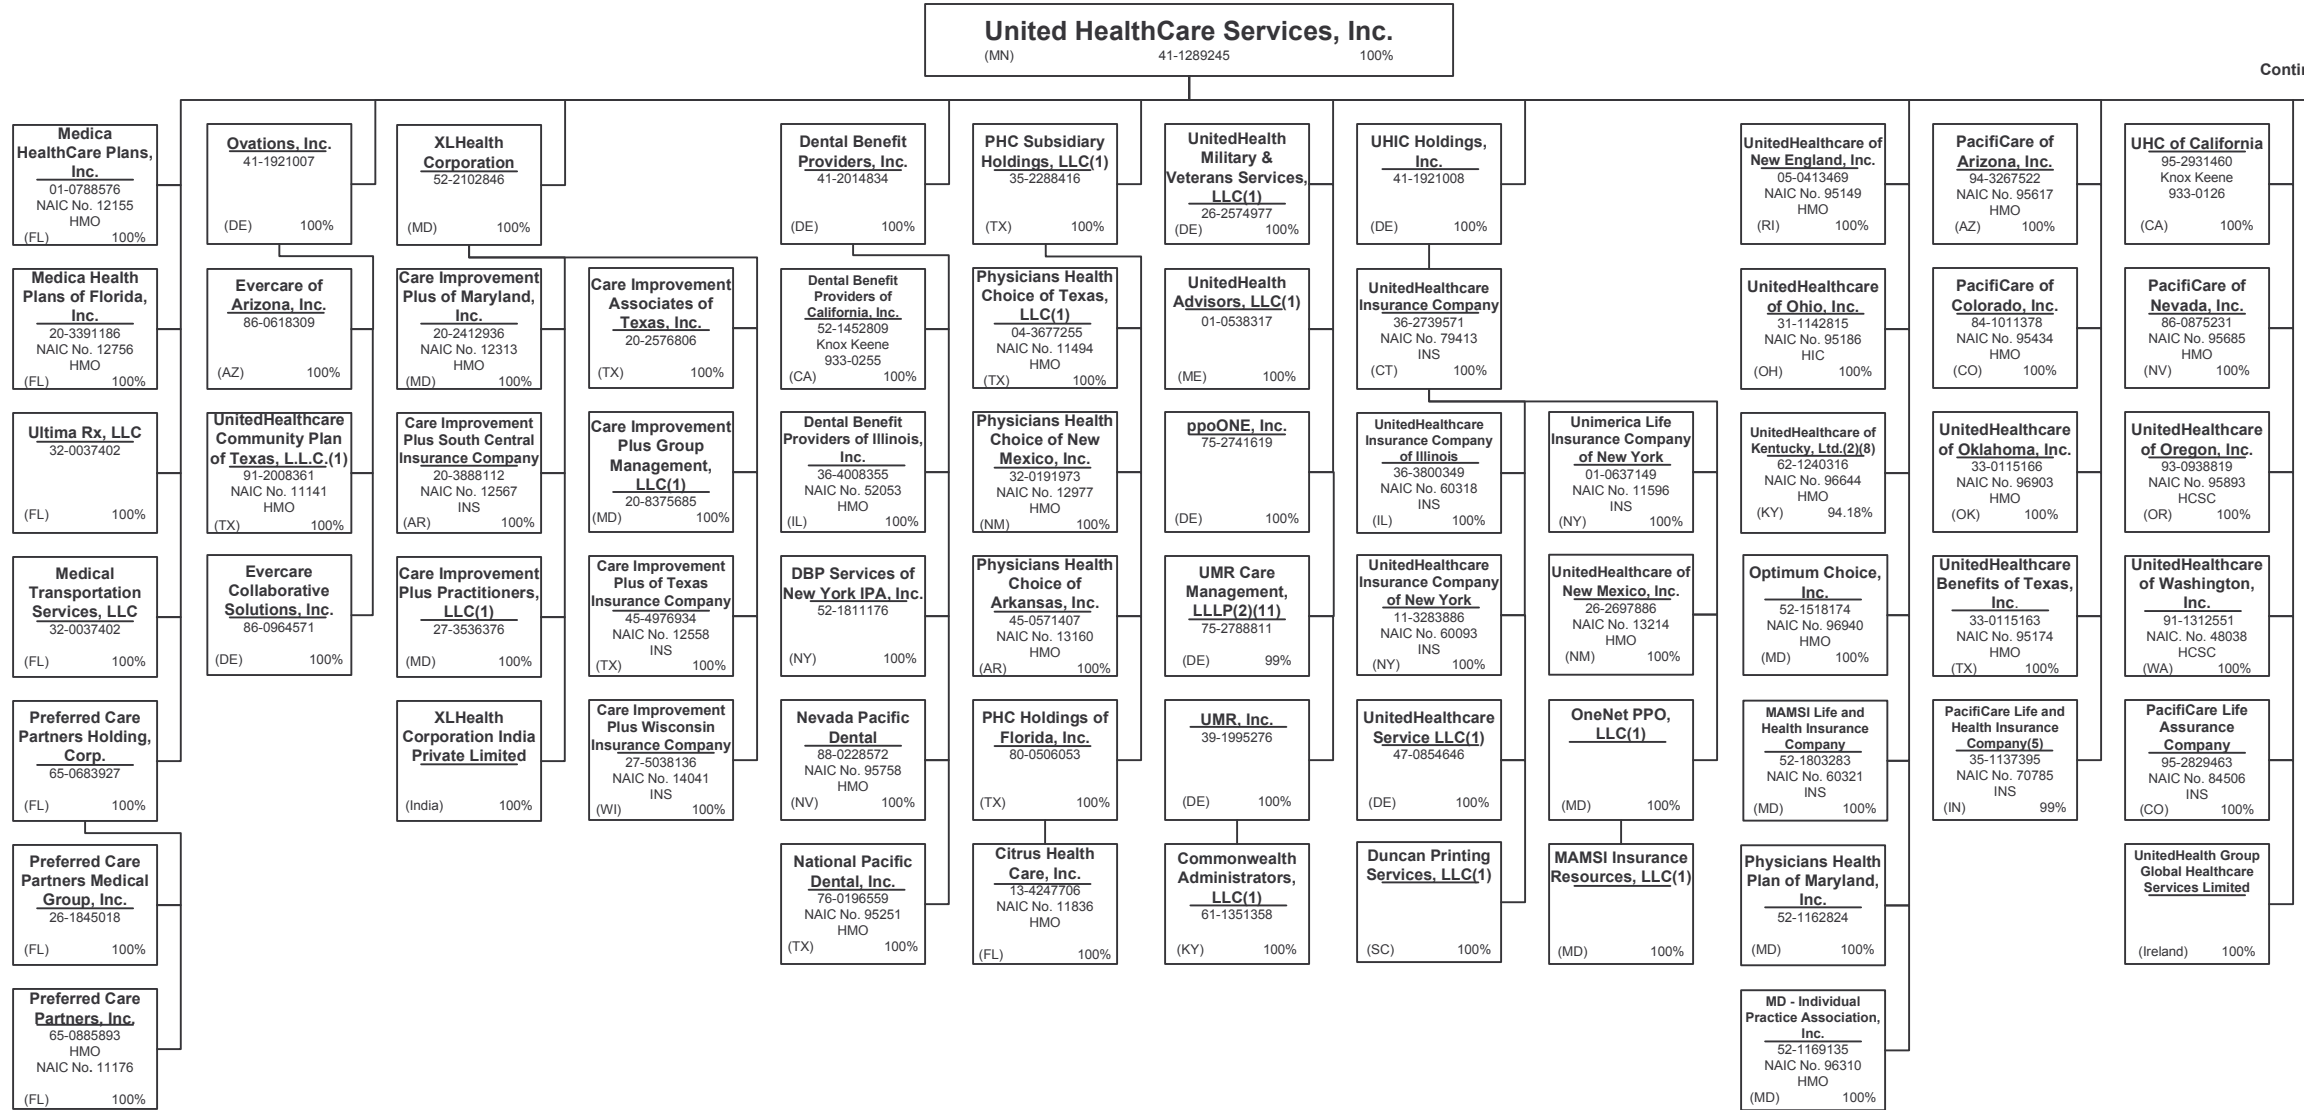 United HealthCare Services, Inc.
(MN) 41-1289245 100%
Contin
Medica
HealthCare Plans,
Inc.
01-0788576
NAIC No. 12155
HMO
(FL) 100%
Ovations, Inc.
41-1921007
(DE) 100%
XLHealth
Corporation
52-2102846
(MD) 100%
Dental Benefit
Providers, Inc.
41-2014834
(DE) 100%
PHC Subsidiary
Holdings, LLC(1)
35-2288416
(TX) 100%
UnitedHealth
Military &
Veterans Services,
LLC(1)
26-2574977
(DE) 100%
UHIC Holdings,
Inc.
41-1921008
(DE) 100%
UnitedHealthcare of
New England, Inc.
05-0413469
NAIC No. 95149
HMO
(RI) 100%
PacifiCare of
Arizona, Inc.
94-3267522
NAIC No. 95617
HMO
(AZ) 100%
UHC of California
95-2931460
Knox Keene
933-0126
(CA) 100%
Medica Health
Plans of Florida,
Inc.
20-3391186
NAIC No. 12756
HMO
(FL) 100%
Evercare of
Arizona, Inc.
86-0618309
(AZ) 100%
Care Improvement
Plus of Maryland,
Inc.
20-2412936
NAIC No. 12313
HMO
(MD) 100%
Care Improvement
Associates of
Texas, Inc.
20-2576806
(TX) 100%
Dental Benefit
Providers of
California, Inc.
52-1452809
Knox Keene
933-0255
(CA) 100%
Physicians Health
Choice of Texas,
LLC(1)
04-3677255
NAIC No. 11494
HMO
(TX) 100%
UnitedHealth
Advisors, LLC(1)
01-0538317
(ME) 100%
UnitedHealthcare
Insurance Company
36-2739571
NAIC No. 79413
INS
(CT) 100%
UnitedHealthcare
of Ohio, Inc.
31-1142815
NAIC No. 95186
HIC
(OH) 100%
PacifiCare of
Colorado, Inc.
84-1011378
NAIC No. 95434
HMO
(CO) 100%
PacifiCare of
Nevada, Inc.
86-0875231
NAIC No. 95685
HMO
(NV) 100%
Ultima Rx, LLC
32-0037402
(FL) 100%
UnitedHealthcare
Community Plan
of Texas, L.L.C.(1)
91-2008361
NAIC No. 11141
HMO
(TX) 100%
Care Improvement
Plus South Central
Insurance Company
20-3888112
NAIC No. 12567
INS
(AR) 100%
Care Improvement
Plus Group
Management,
LLC(1)
20-8375685
(MD) 100%
Dental Benefit
Providers of Illinois,
Inc.
36-4008355
NAIC No. 52053
HMO
(IL) 100%
Physicians Health
Choice of New
Mexico, Inc.
32-0191973
NAIC No. 12977
HMO
(NM) 100%
ppoONE, Inc.
75-2741619
(DE) 100%
UnitedHealthcare
Insurance Company
of Illinois
36-3800349
NAIC No. 60318
INS
(IL) 100%
Unimerica Life
Insurance Company
of New York
01-0637149
NAIC No. 11596
INS
(NY) 100%
UnitedHealthcare of
Kentucky, Ltd.(2)(8)
62-1240316
NAIC No. 96644
HMO
(KY) 94.18%
UnitedHealthcare
of Oklahoma, Inc.
33-0115166
NAIC No. 96903
HMO
(OK) 100%
UnitedHealthcare
of Oregon, Inc.
93-0938819
NAIC No. 95893
HCSC
(OR) 100%
Medical
Transportation
Services, LLC
32-0037402
(FL) 100%
Evercare
Collaborative
Solutions, Inc.
86-0964571
(DE) 100%
Care Improvement
Plus Practitioners,
LLC(1)
27-3536376
(MD) 100%
Care Improvement
Plus of Texas
Insurance Company
45-4976934
NAIC No. 12558
INS
(TX) 100%
DBP Services of
New York IPA, Inc.
52-1811176
(NY) 100%
Physicians Health
Choice of
Arkansas, Inc.
45-0571407
NAIC No. 13160
HMO
(AR) 100%
UMR Care
Management,
LLLP(2)(11)
75-2788811
(DE) 99%
UnitedHealthcare
Insurance Company
of New York
11-3283886
NAIC No. 60093
INS
(NY) 100%
UnitedHealthcare of
New Mexico, Inc.
26-2697886
NAIC No. 13214
HMO
(NM) 100%
Optimum Choice,
Inc.
52-1518174
NAIC No. 96940
HMO
(MD) 100%
UnitedHealthcare
Benefits of Texas,
Inc.
33-0115163
NAIC No. 95174
HMO
(TX) 100%
UnitedHealthcare
of Washington,
Inc.
91-1312551
NAIC. No. 48038
HCSC
(WA) 100%
Preferred Care
Partners Holding,
Corp.
65-0683927
(FL) 100%
XLHealth
Corporation India
Private Limited
(India) 100%
Care Improvement
Plus Wisconsin
Insurance Company
27-5038136
NAIC No. 14041
INS
(WI) 100%
Nevada Pacific
Dental
88-0228572
NAIC No. 95758
HMO
(NV) 100%
PHC Holdings of
Florida, Inc.
80-0506053
(TX) 100%
UMR, Inc.
39-1995276
(DE) 100%
UnitedHealthcare
Service LLC(1)
47-0854646
(DE) 100%
OneNet PPO,
LLC(1)
(MD) 100%
MAMSI Life and
Health Insurance
Company
52-1803283
NAIC No. 60321
INS
(MD) 100%
PacifiCare Life and
Health Insurance
Company(5)
35-1137395
NAIC No. 70785
INS
(IN) 99%
PacifiCare Life
Assurance
Company
95-2829463
NAIC No. 84506
INS
(CO) 100%
Preferred Care
Partners Medical
Group, Inc.
26-1845018
(FL) 100%
National Pacific
Dental, Inc.
76-0196559
NAIC No. 95251
HMO
(TX) 100%
Citrus Health
Care, Inc.
13-4247706
NAIC No. 11836
HMO
(FL) 100%
Commonwealth
Administrators,
LLC(1)
61-1351358
(KY) 100%
Duncan Printing
Services, LLC(1)
(SC) 100%
MAMSI Insurance
Resources, LLC(1)
(MD) 100%
Physicians Health
Plan of Maryland,
Inc.
52-1162824
(MD) 100%
UnitedHealth Group
Global Healthcare
Services Limited
(Ireland) 100%
Preferred Care
Partners, Inc.
65-0885893
HMO
NAIC No. 11176
(FL) 100%
MD - Individual
Practice Association,
Inc.
52-1169135
NAIC No. 96310
HMO
(MD) 100%